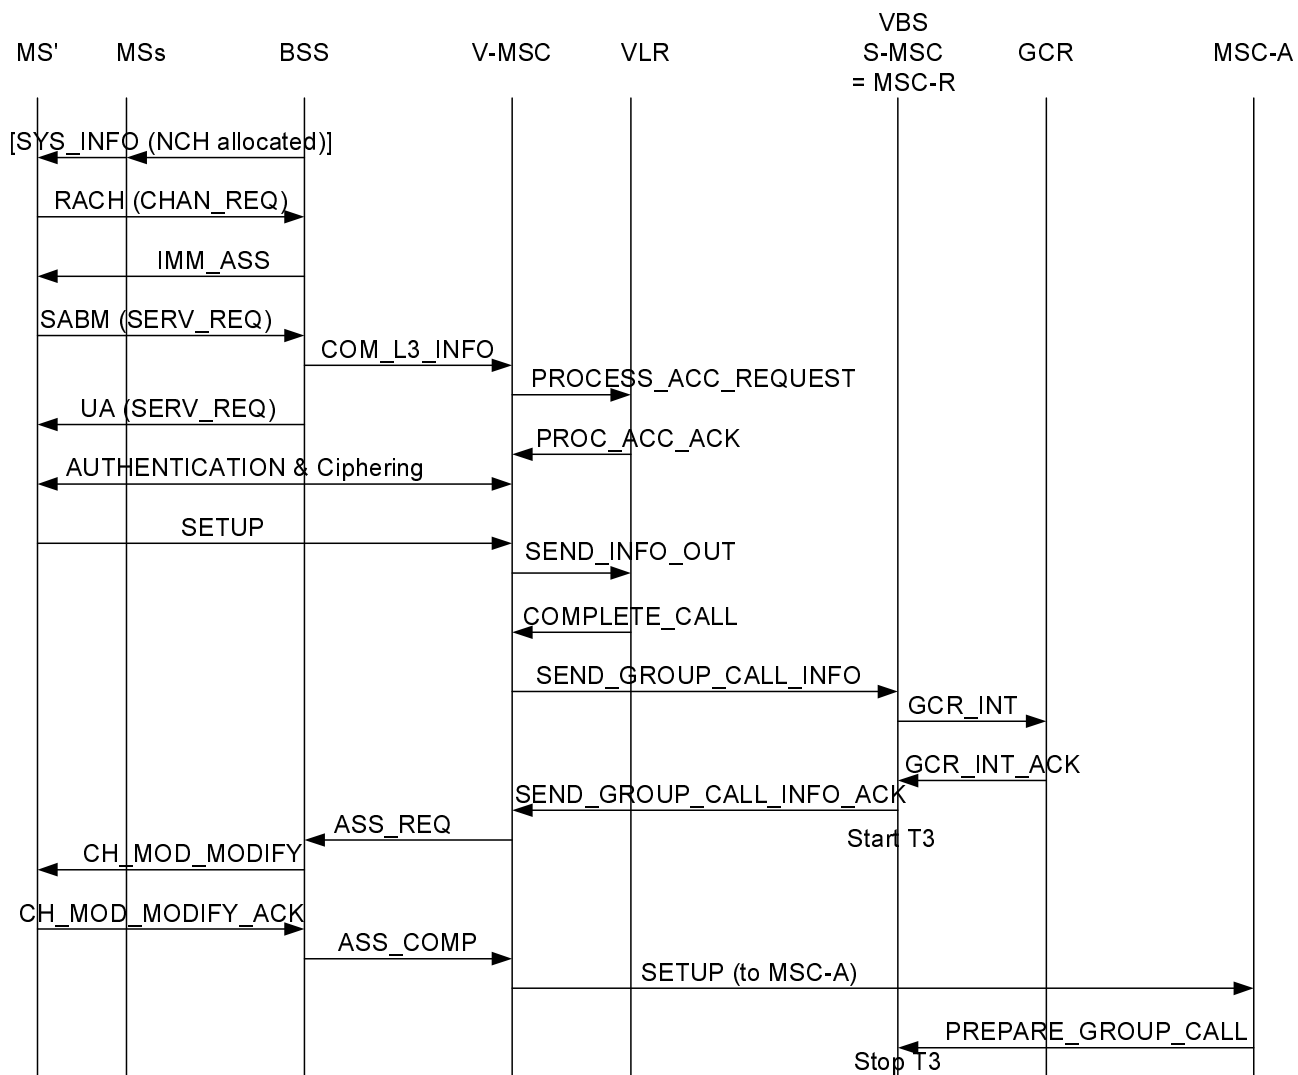 VBS
MS' MSs BSS V-MSC VLR S-MSC GCR MSC-A
= MSC-R
[SYS_INFO (NCH allocated)]
RACH (CHAN_REQ)
IMM_ASS
SABM (SERV_REQ)
COM_L3_INFO
PROCESS_ACC_REQUEST
UA (SERV_REQ)
PROC_ACC_ACK
AUTHENTICATION & Ciphering
SETUP
SEND_INFO_OUT
COMPLETE_CALL
SEND_GROUP_CALL_INFO
GCR_INT
GCR_INT_ACK
SEND_GROUP_CALL_INFO_ACK
ASS_REQ
Start T3
CH_MOD_MODIFY
CH_MOD_MODIFY_ACK
ASS_COMP
SETUP (to MSC-A)
PREPARE_GROUP_CALL
Stop T3